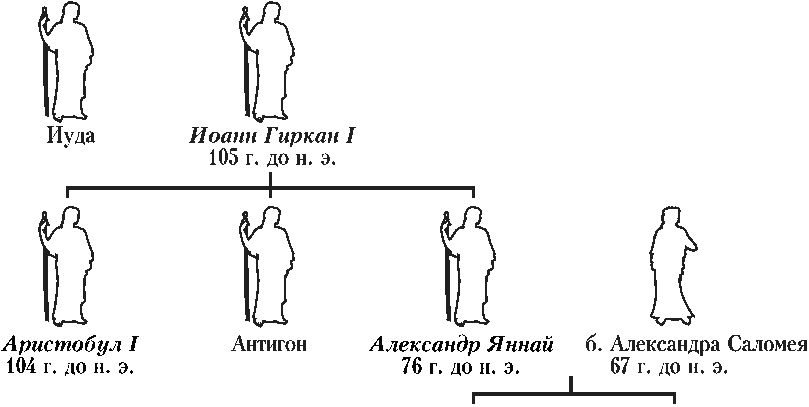 Иуда Иоанн Гиркан I
105 г. до н. э.
Аристобул I Антигон Александр Яннай б. Александра Саломея
104 г. до н. э. 76 г. до н. э. 67 г. до н. э.